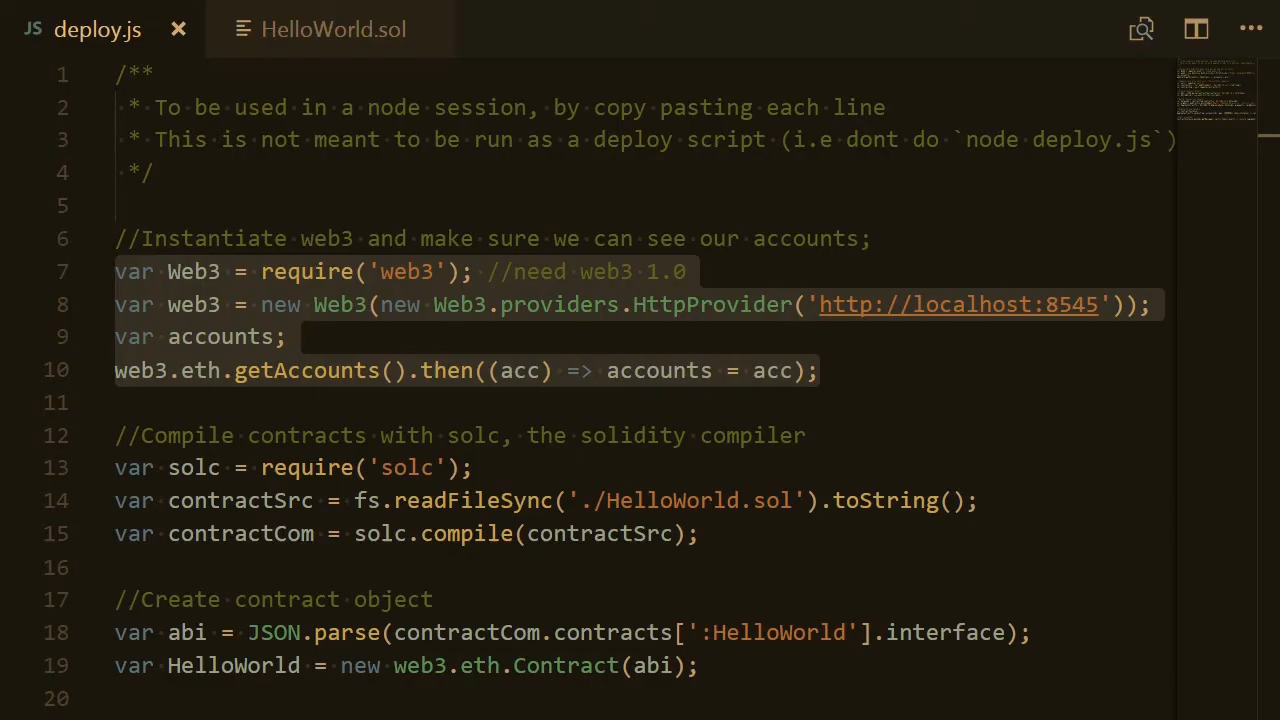 JS deploy.js × HelloWorld.sol
1 /**
2 * To be used in a node session, by copy pasting each line
3 * This is not meant to be run as a deploy script (i.e dont do `node deploy.js`)
4 */
5
6 //Instantiate web3 and make sure we can see our accounts;
7 var Web3 = require('web3'); //need web3 1.0
8 var web3 = new Web3(new Web3.providers.HttpProvider('http://localhost:8545'));
9 var accounts;
10 web3.eth.getAccounts().then((acc) => accounts = acc);
11
12 //Compile contracts with solc, the solidity compiler
13 var solc = require('solc');
14 var contractSrc = fs.readFileSync('./HelloWorld.sol').toString();
15 var contractCom = solc.compile(contractSrc);
16
17 //Create contract object
18 var abi = JSON.parse(contractCom.contracts[':HelloWorld'].interface);
19 var HelloWorld = new web3.eth.Contract(abi);
20